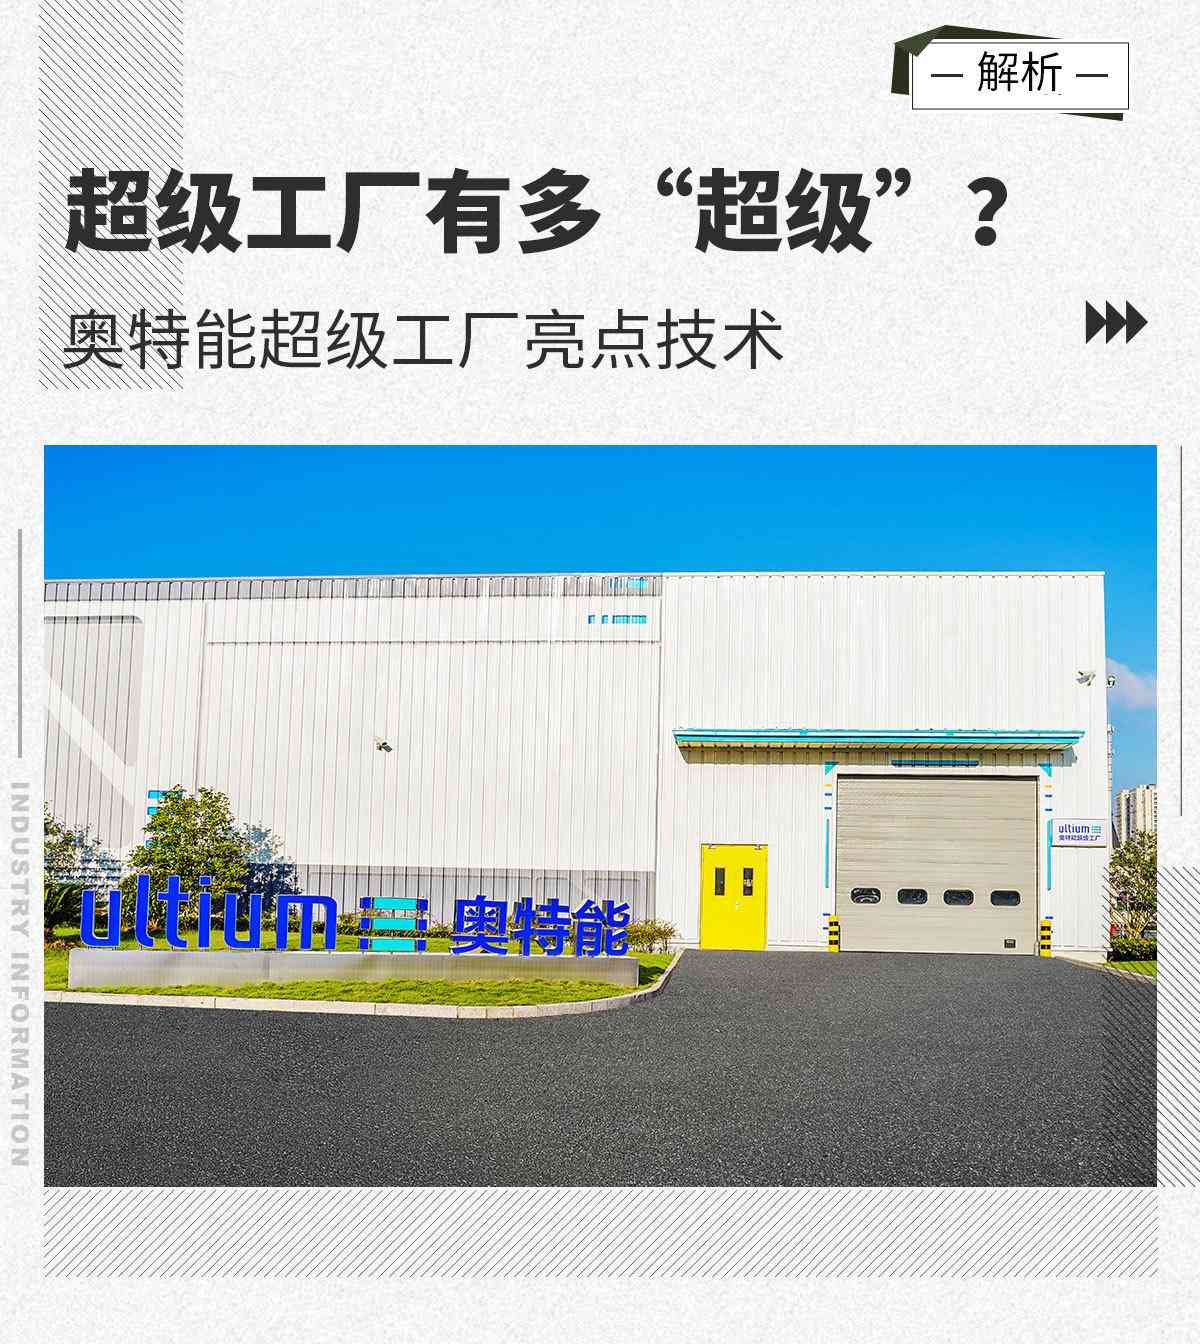 — 解析 —
超级工厂有多“超级”？
奥特能超级工厂亮点技术
INDUSTRY INFORMATION
ultium
奥特能超级工厂
ultium 奥特能